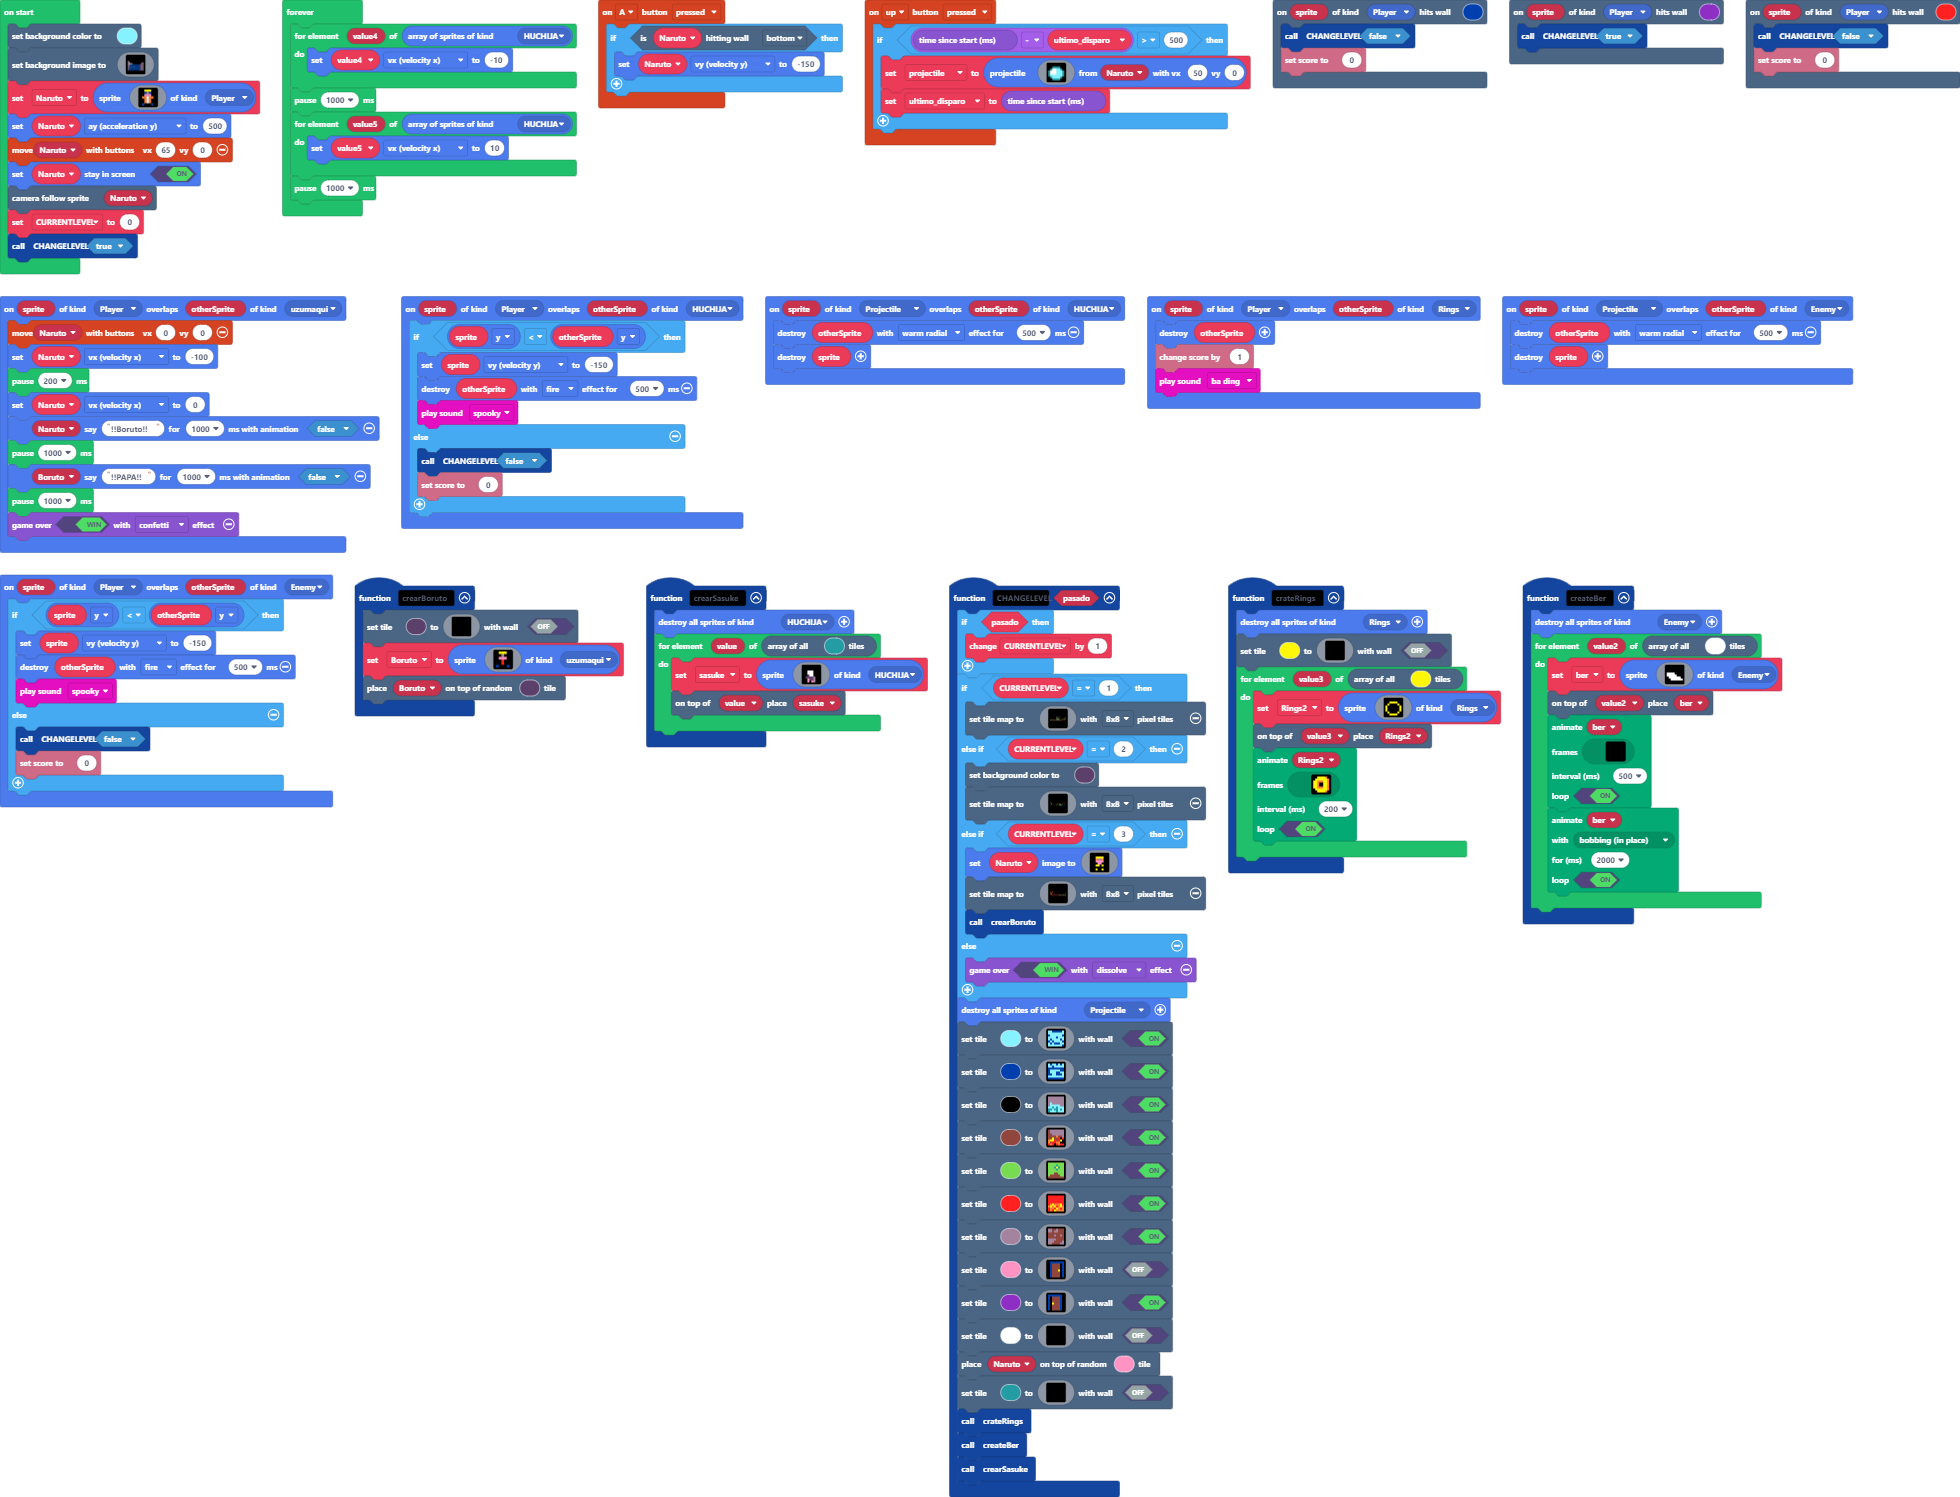 on start
set background color to
set background image to
set Naruto to sprite of kind Player
set Naruto ay (acceleration y) to 500
move Naruto with buttons vx 65 vy 0
set Naruto stay in screen ON
camera follow sprite Naruto
set CURRENTLEVEL to 0
call CHANGELEVEL true
forever
for element value4 of array of sprites of kind HUCHIJA
do set value4 vx (velocity x) to -10
pause 1000 ms
for element value5 of array of sprites of kind HUCHIJA
do set value5 vx (velocity x) to 10
pause 1000 ms
on A button pressed
if is Naruto hitting wall bottom then
set Naruto vy (velocity y) to -150
on up button pressed
if time since start (ms) - ultimo_disparo > 500 then
set projectile to projectile from Naruto with vx 50 vy 0
set ultimo_disparo to time since start (ms)
on sprite of kind Player hits wall
call CHANGELEVEL false
set score to 0
on sprite of kind Player hits wall
call CHANGELEVEL true
on sprite of kind Player hits wall
call CHANGELEVEL false
set score to 0
on sprite of kind Player overlaps otherSprite of kind uzumaqui
move Naruto with buttons vx 0 vy 0
set Naruto vx (velocity x) to -100
pause 200 ms
set Naruto vx (velocity x) to 0
Naruto say "!!Boruto!!" for 1000 ms with animation false
pause 1000 ms
Boruto say "!!PAPA!!" for 1000 ms with animation false
pause 1000 ms
game over WIN with confetti effect
on sprite of kind Player overlaps otherSprite of kind HUCHIJA
if sprite y < otherSprite y then
set sprite vy (velocity y) to -150
destroy otherSprite with fire effect for 500 ms
play sound spooky
else
call CHANGELEVEL false
set score to 0
on sprite of kind Projectile overlaps otherSprite of kind HUCHIJA
destroy otherSprite with warm radial effect for 500 ms
destroy sprite
on sprite of kind Player overlaps otherSprite of kind Rings
destroy otherSprite
change score by 1
play sound ba ding
on sprite of kind Projectile overlaps otherSprite of kind Enemy
destroy otherSprite with warm radial effect for 500 ms
destroy sprite
on sprite of kind Player overlaps otherSprite of kind Enemy
if sprite y < otherSprite y then
set sprite vy (velocity y) to -150
destroy otherSprite with fire effect for 500 ms
play sound spooky
else
call CHANGELEVEL false
set score to 0
function crearBoruto
set tile to with wall OFF
set Boruto to sprite of kind uzumaqui
place Boruto on top of random tile
function crearSasuke
destroy all sprites of kind HUCHIJA
for element value of array of all tiles
do set sasuke to sprite of kind HUCHIJA
on top of value place sasuke
function CHANGELEVEL pasado
if pasado then
change CURRENTLEVEL by 1
if CURRENTLEVEL = 1 then
set tile map to with 8x8 pixel tiles
else if CURRENTLEVEL = 2 then
set background color to
set tile map to with 8x8 pixel tiles
else if CURRENTLEVEL = 3 then
set Naruto image to
set tile map to with 8x8 pixel tiles
call crearBoruto
else
game over WIN with dissolve effect
destroy all sprites of kind Projectile
set tile to with wall ON
set tile to with wall ON
set tile to with wall ON
set tile to with wall ON
set tile to with wall ON
set tile to with wall ON
set tile to with wall ON
set tile to with wall OFF
set tile to with wall ON
set tile to with wall OFF
place Naruto on top of random tile
set tile to with wall OFF
call crateRings
call createBer
call crearSasuke
function crateRings
destroy all sprites of kind Rings
set tile to with wall OFF
for element value3 of array of all tiles
do set Rings2 to sprite of kind Rings
on top of value3 place Rings2
animate Rings2
frames
interval (ms) 200
loop ON
function createBer
destroy all sprites of kind Enemy
for element value2 of array of all tiles
do set ber to sprite of kind Enemy
on top of value2 place ber
animate ber
frames
interval (ms) 500
loop ON
animate ber
with bobbing (in place)
for (ms) 2000
loop ON